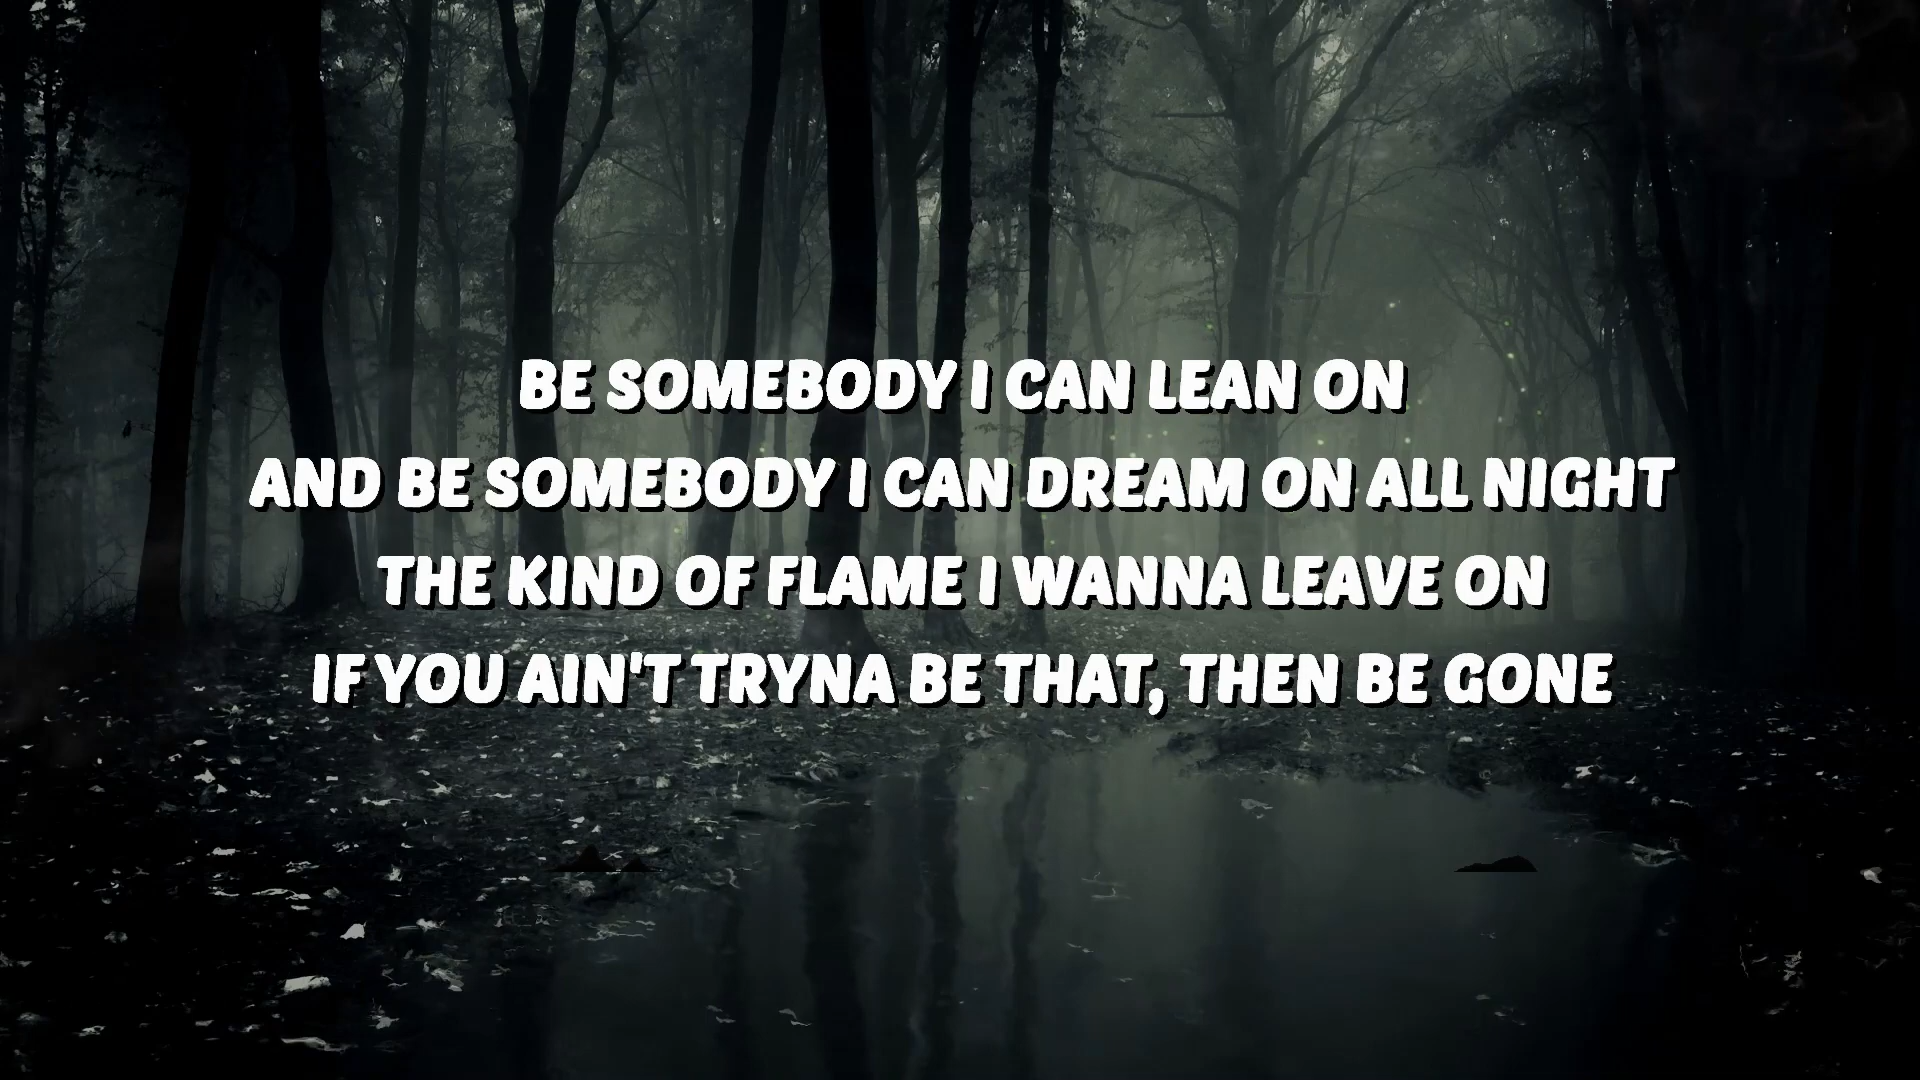 BE SOMEBODY I CAN LEAN ON
AND BE SOMEBODY I CAN DREAM ON ALL NIGHT
THE KIND OF FLAME I WANNA LEAVE ON
IF YOU AIN'T TRYNA BE THAT, THEN BE GONE